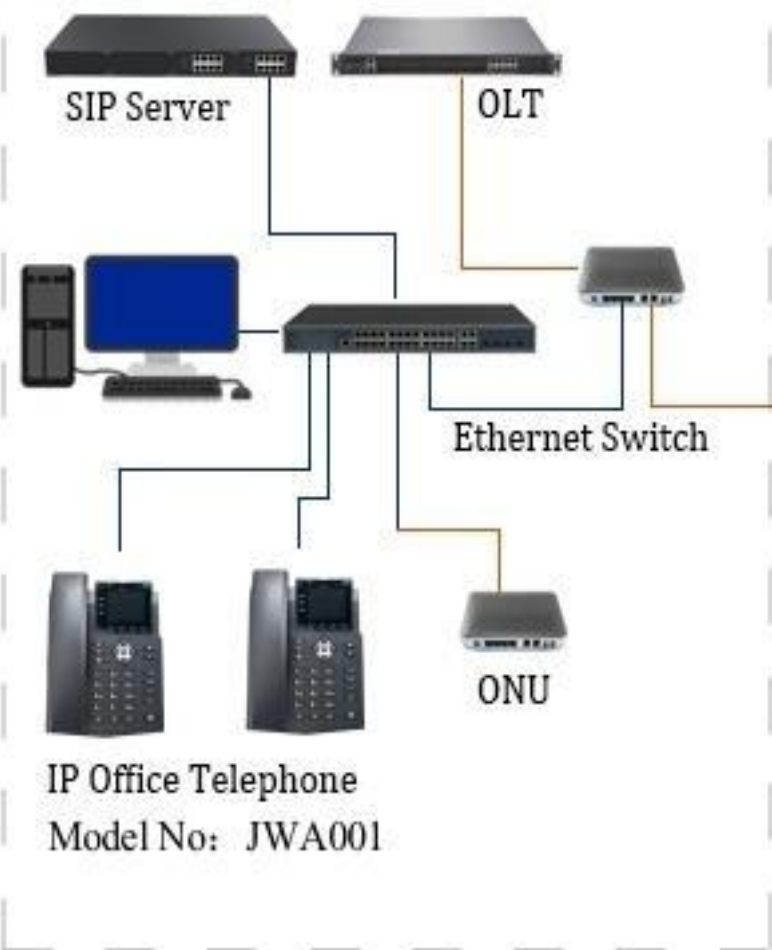 SIP Server
OLT
Ethernet Switch
ONU
IP Office Telephone
Model No：JWA001